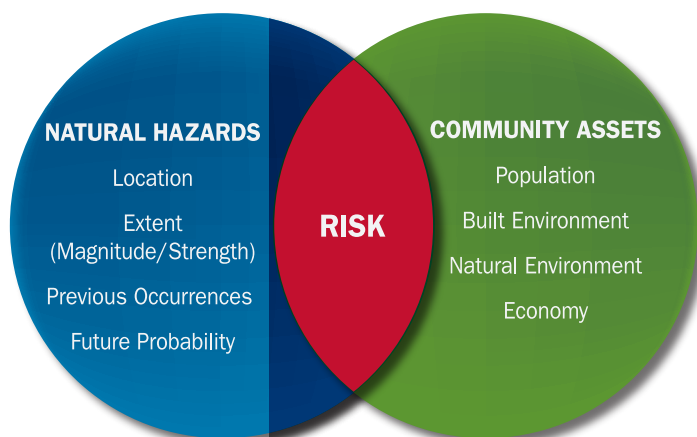 NATURAL HAZARDS
Location
Extent
(Magnitude/Strength)
Previous Occurrences
Future Probability
RISK
COMMUNITY ASSETS
Population
Built Environment
Natural Environment
Economy